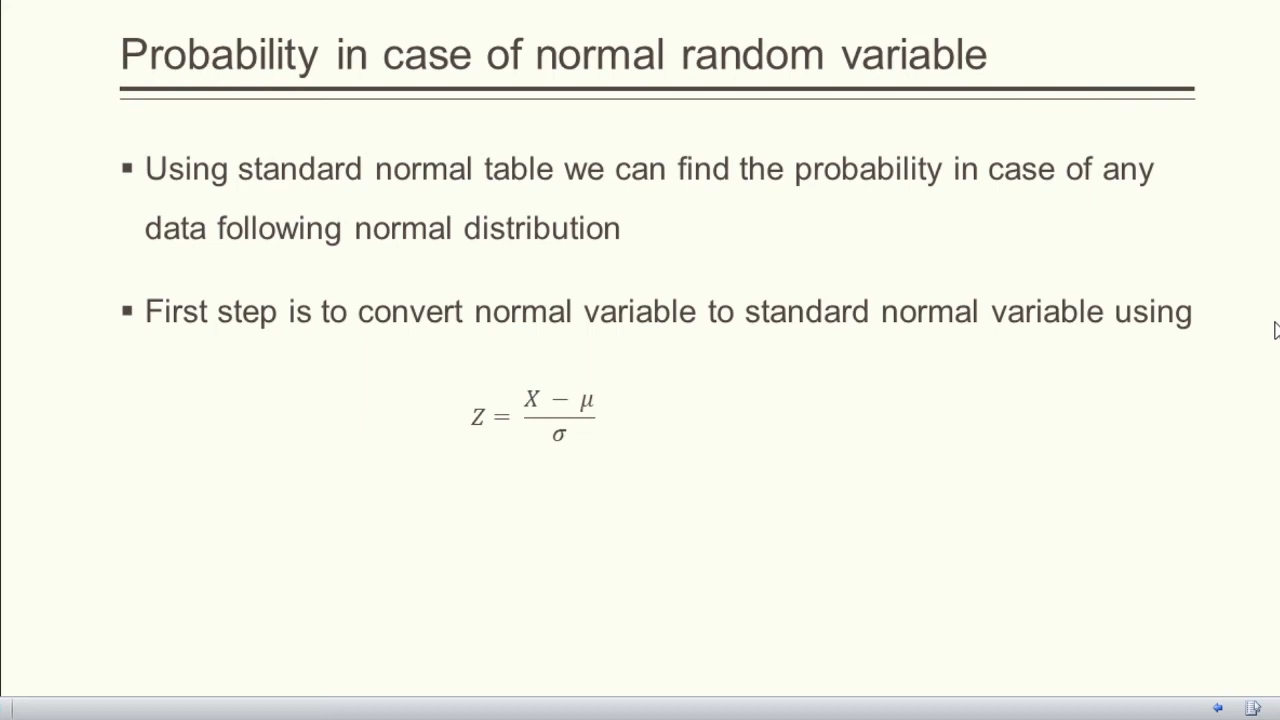 Probability in case of normal random variable
▪ Using standard normal table we can find the probability in case of any
data following normal distribution
▪ First step is to convert normal variable to standard normal variable using
Z = \frac{X − μ}{σ}